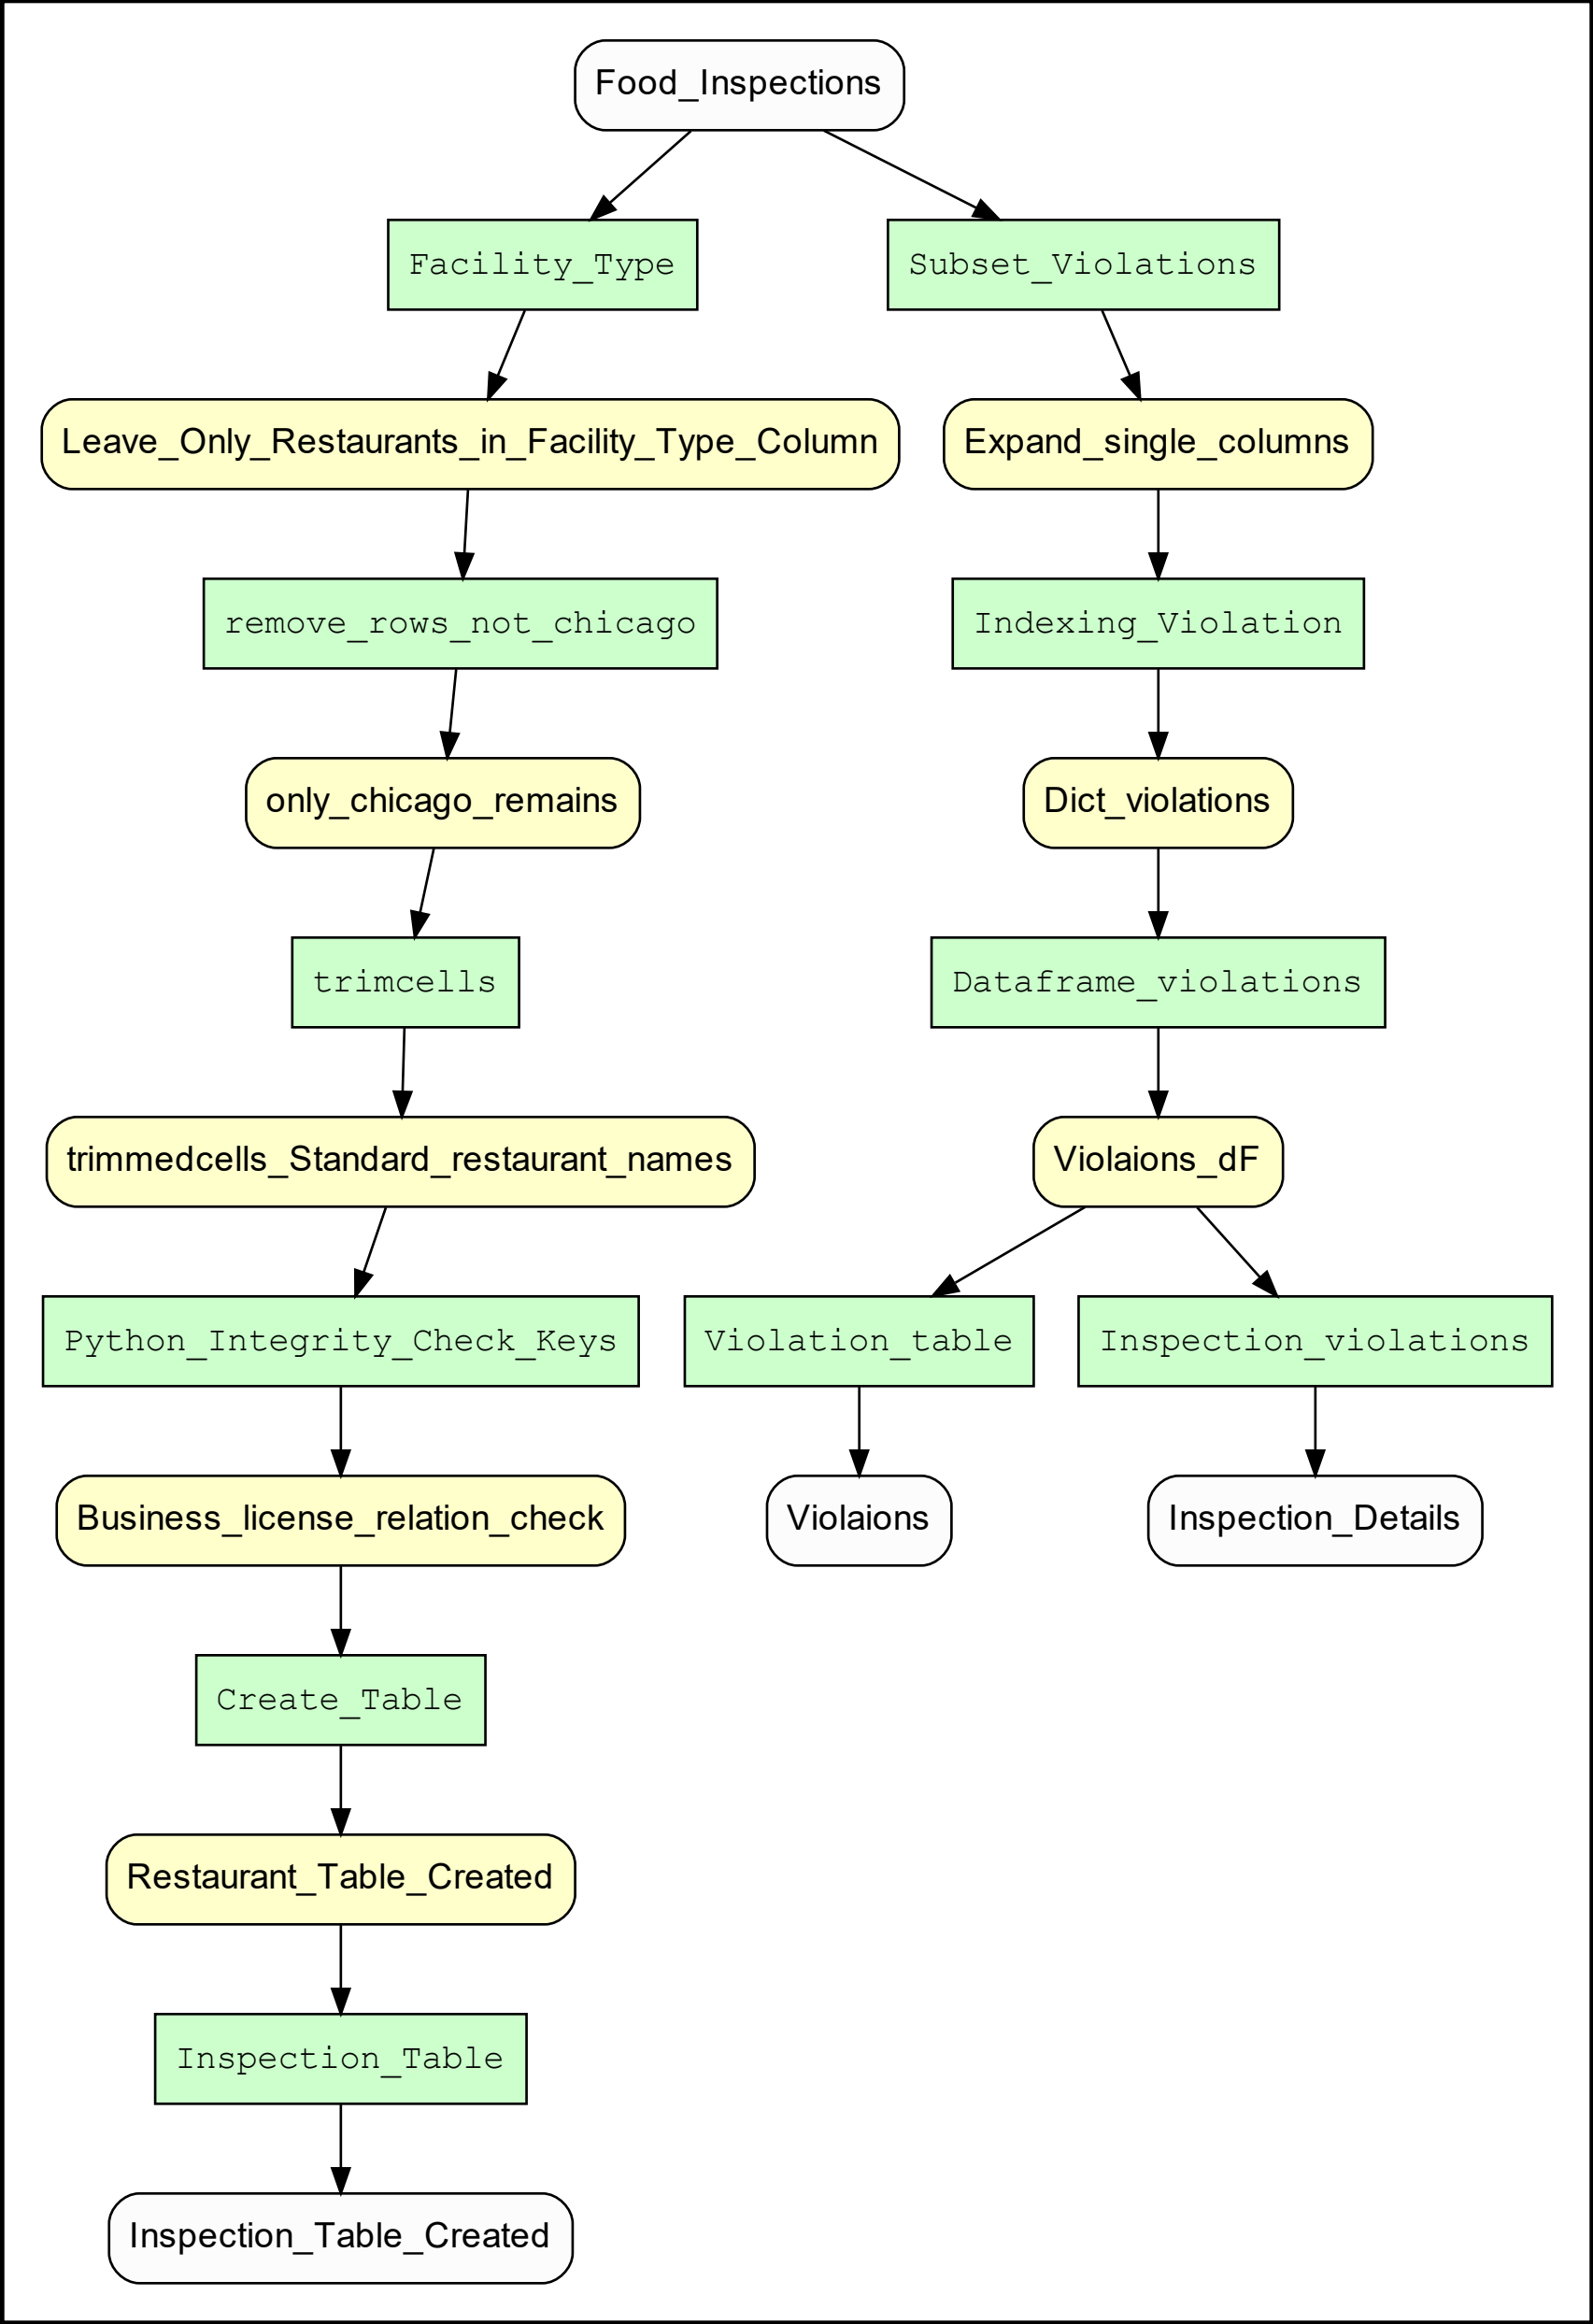 Food_Inspections
Facility_Type
Subset_Violations
Leave_Only_Restaurants_in_Facility_Type_Column
Expand_single_columns
remove_rows_not_chicago
Indexing_Violation
only_chicago_remains
Dict_violations
trimcells
Dataframe_violations
trimmedcells_Standard_restaurant_names
Violaions_dF
Python_Integrity_Check_Keys
Violation_table
Inspection_violations
Business_license_relation_check
Violaions
Inspection_Details
Create_Table
Restaurant_Table_Created
Inspection_Table
Inspection_Table_Created